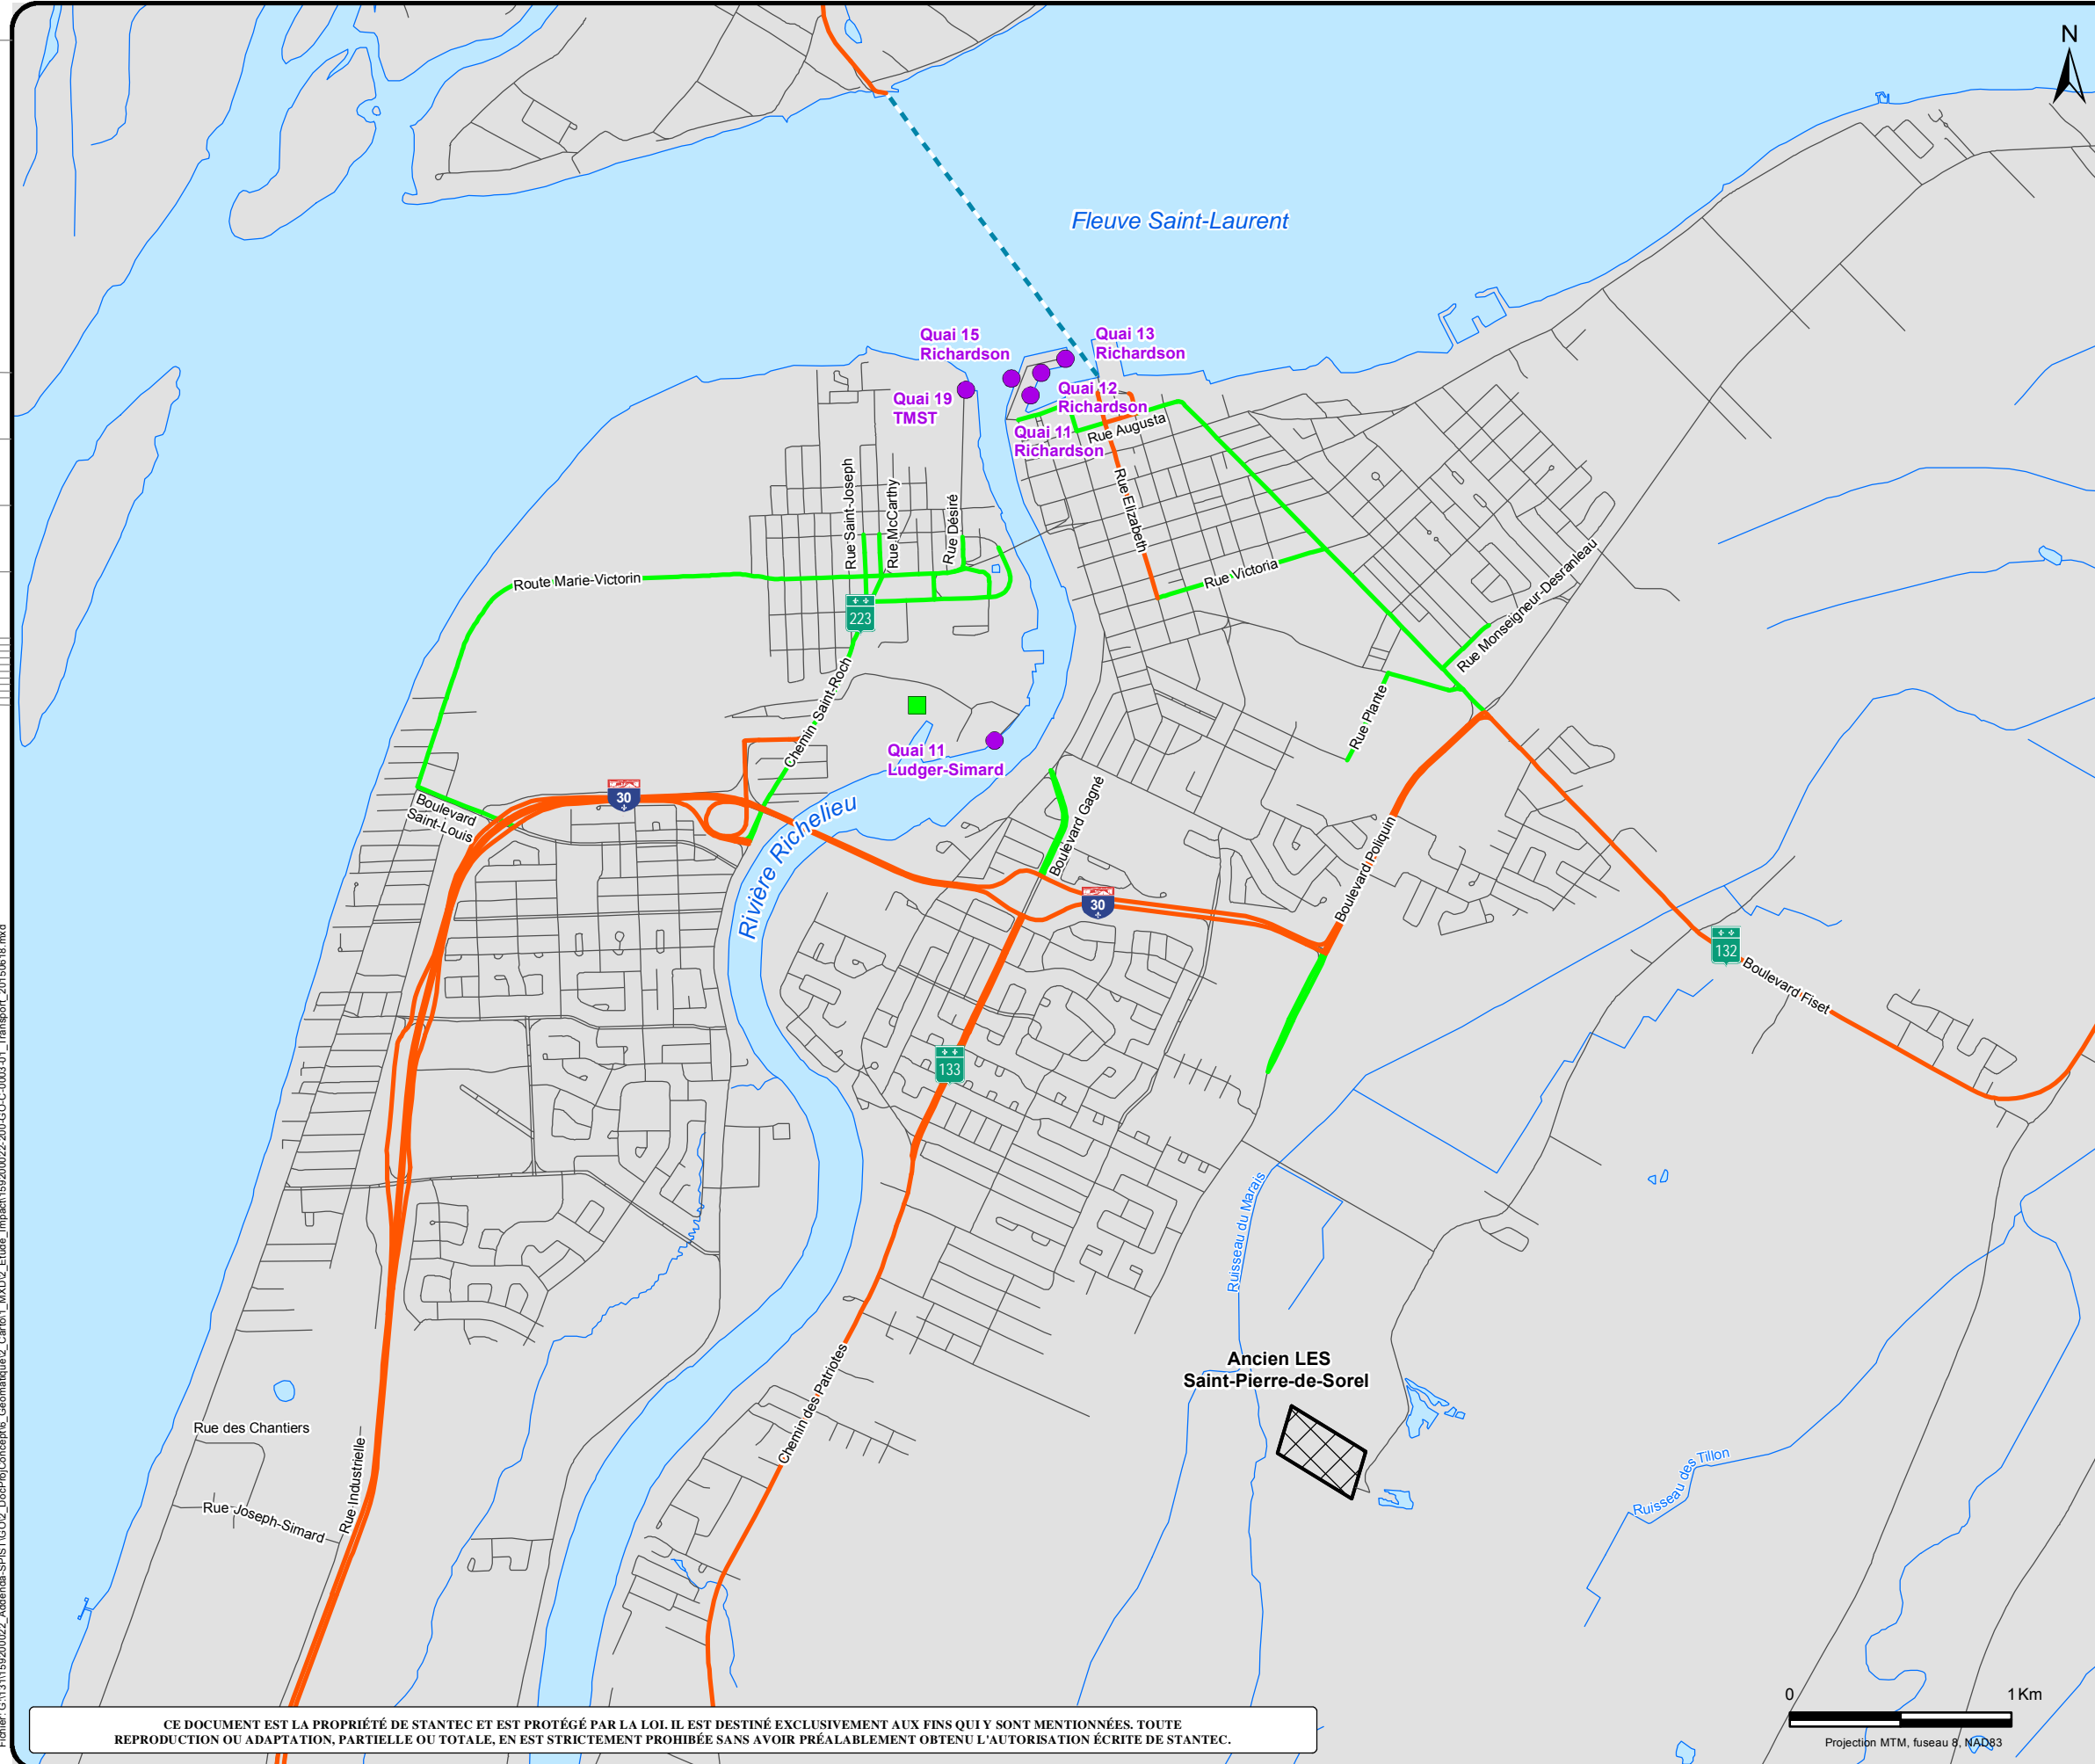 N
Fleuve Saint-Laurent
Quai 15
Richardson
Quai 13
Richardson
Quai 19
TMST
Quai 12
Richardson
Quai 11
Richardson
Rue Augusta
Rue Saint-Joseph
Rue McCarthy
Rue Désiré
Rue Elizabeth
Route Marie-Victorin
Rue Victoria
Rue Monseigneur-Desranleau
223
Chemin Saint-Roch
Rue Plante
Quai 11
Ludger-Simard
30
Boulevard
Saint-Louis
Rivière Richelieu
Boulevard Gagné
30
Boulevard Poliquin
132
Boulevard Fiset
133
Ruisseau du Marais
Ancien LES
Saint-Pierre-de-Sorel
Chemin des Patriotes
Rue des Chantiers
Rue Industrielle
Rue Joseph-Simard
Ruisseau des Tillon
0 1 Km
Projection MTM, fuseau 8, NAD83
CE DOCUMENT EST LA PROPRIÉTÉ DE STANTEC ET EST PROTÉGÉ PAR LA LOI. IL EST DESTINÉ EXCLUSIVEMENT AUX FINS QUI Y SONT MENTIONNÉES. TOUTE
REPRODUCTION OU ADAPTATION, PARTIELLE OU TOTALE, EN EST STRICTEMENT PROHIBÉE SANS AVOIR PRÉALABLEMENT OBTENU L'AUTORISATION ÉCRITE DE STANTEC.